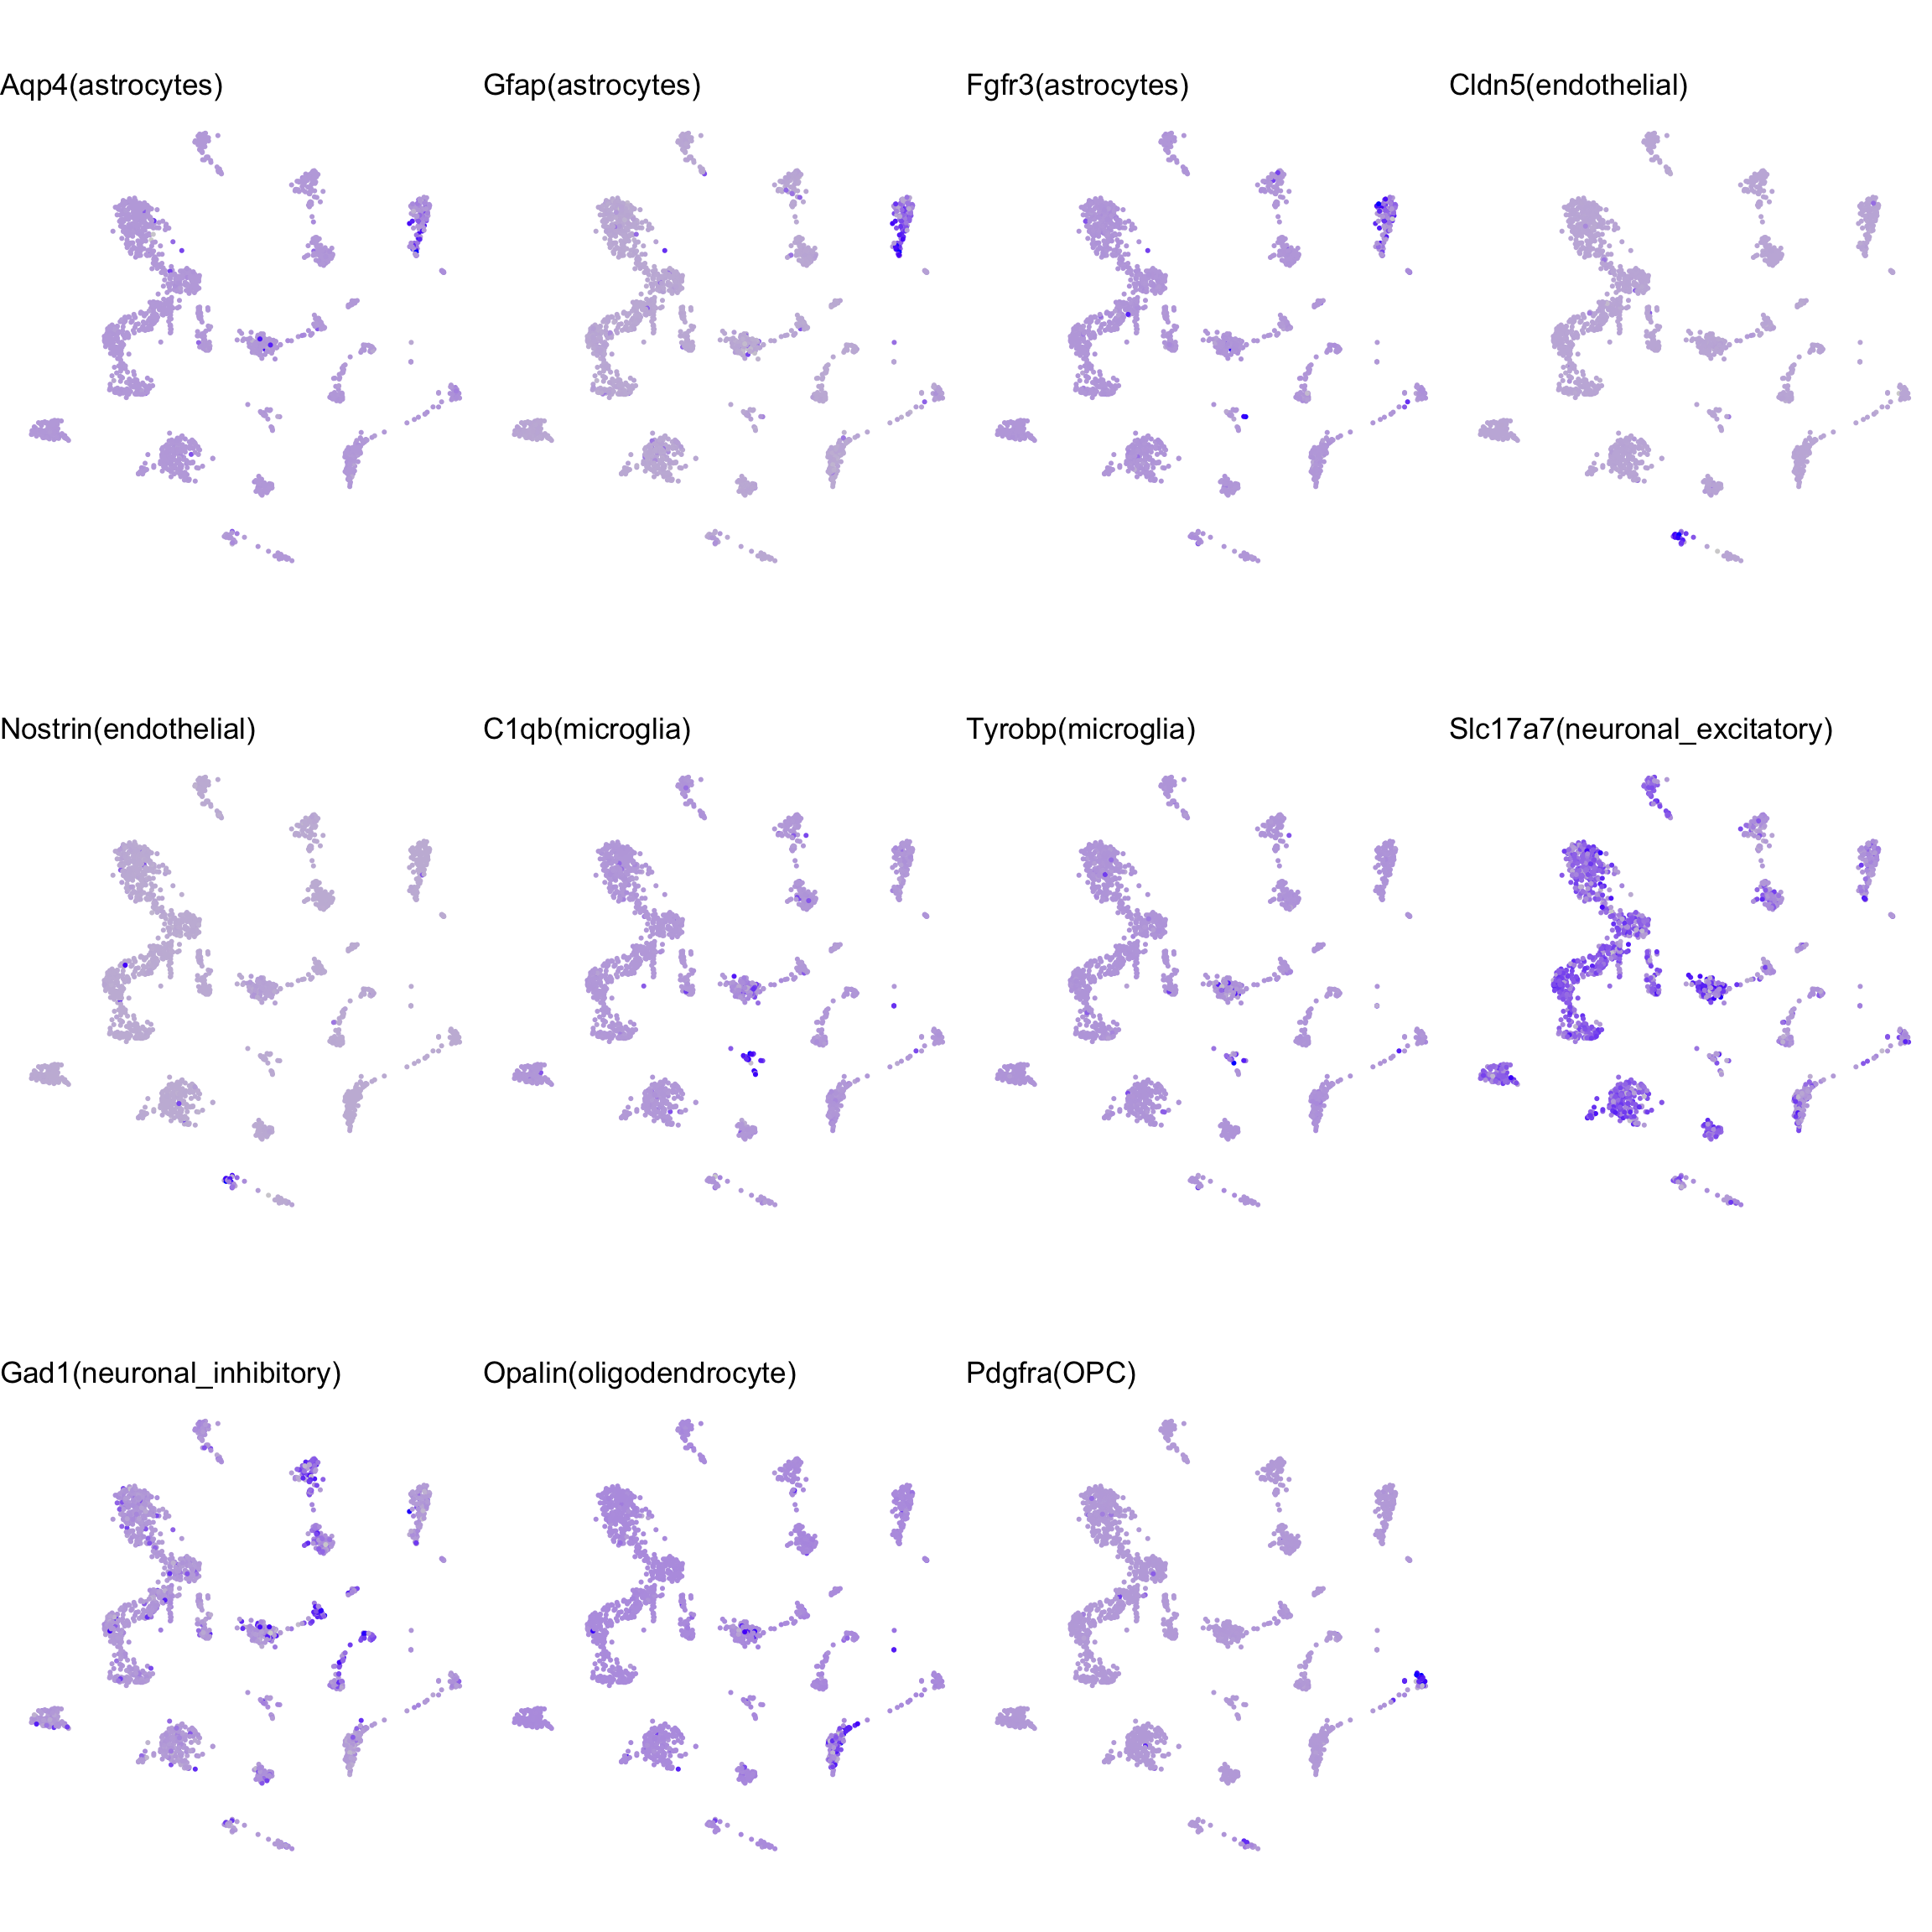 Aqp4(astrocytes)
Gfap(astrocytes)
Fgfr3(astrocytes)
Cldn5(endothelial)
Nostrin(endothelial)
C1qb(microglia)
Tyrobp(microglia)
Slc17a7(neuronal_excitatory)
Gad1(neuronal_inhibitory)
Opalin(oligodendrocyte)
Pdgfra(OPC)